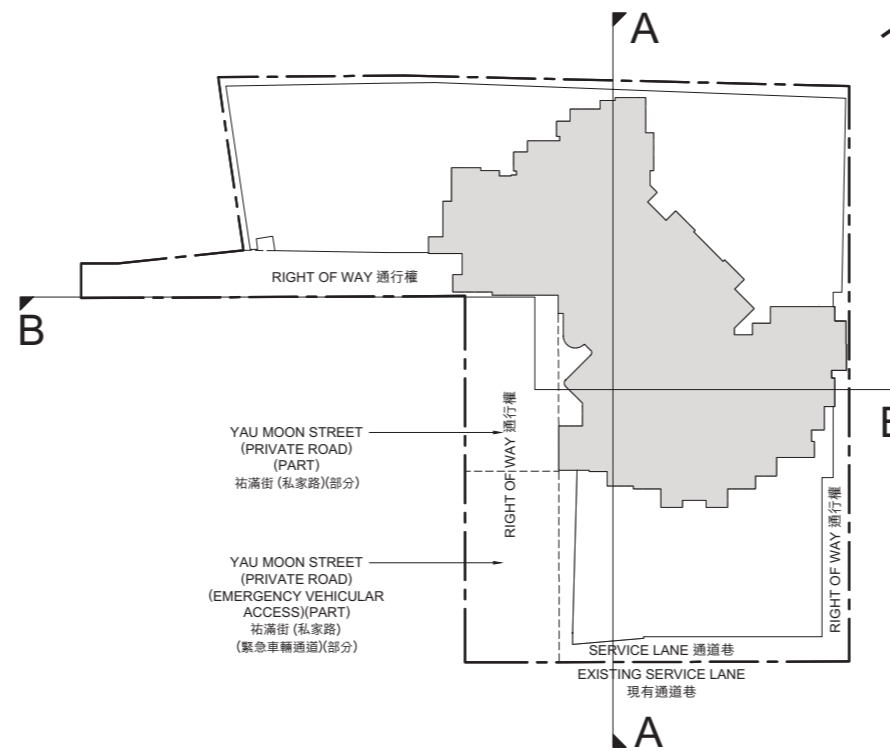 A
RIGHT OF WAY 通行權
B
B
YAU MOON STREET
(PRIVATE ROAD)
(PART)
祐滿街 (私家路)(部分)
RIGHT OF WAY 通行權
RIGHT OF WAY 通行權
YAU MOON STREET
(PRIVATE ROAD)
(EMERGENCY VEHICULAR
ACCESS)(PART)
祐滿街 (私家路)
(緊急車輛通道)(部分)
SERVICE LANE 通道巷
EXISTING SERVICE LANE
現有通道巷
A